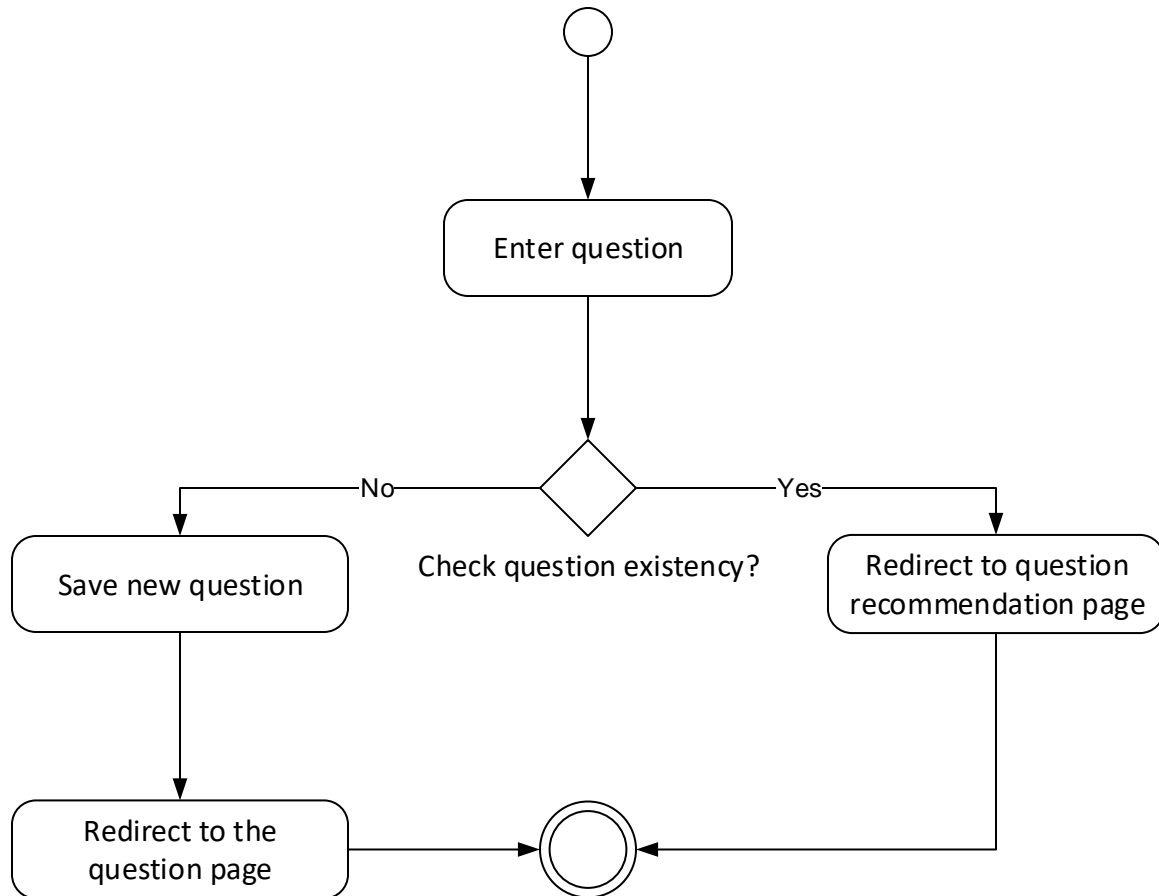 Enter question
No
Yes
Check question existency?
Save new question
Redirect to question
recommendation page
Redirect to the
question page